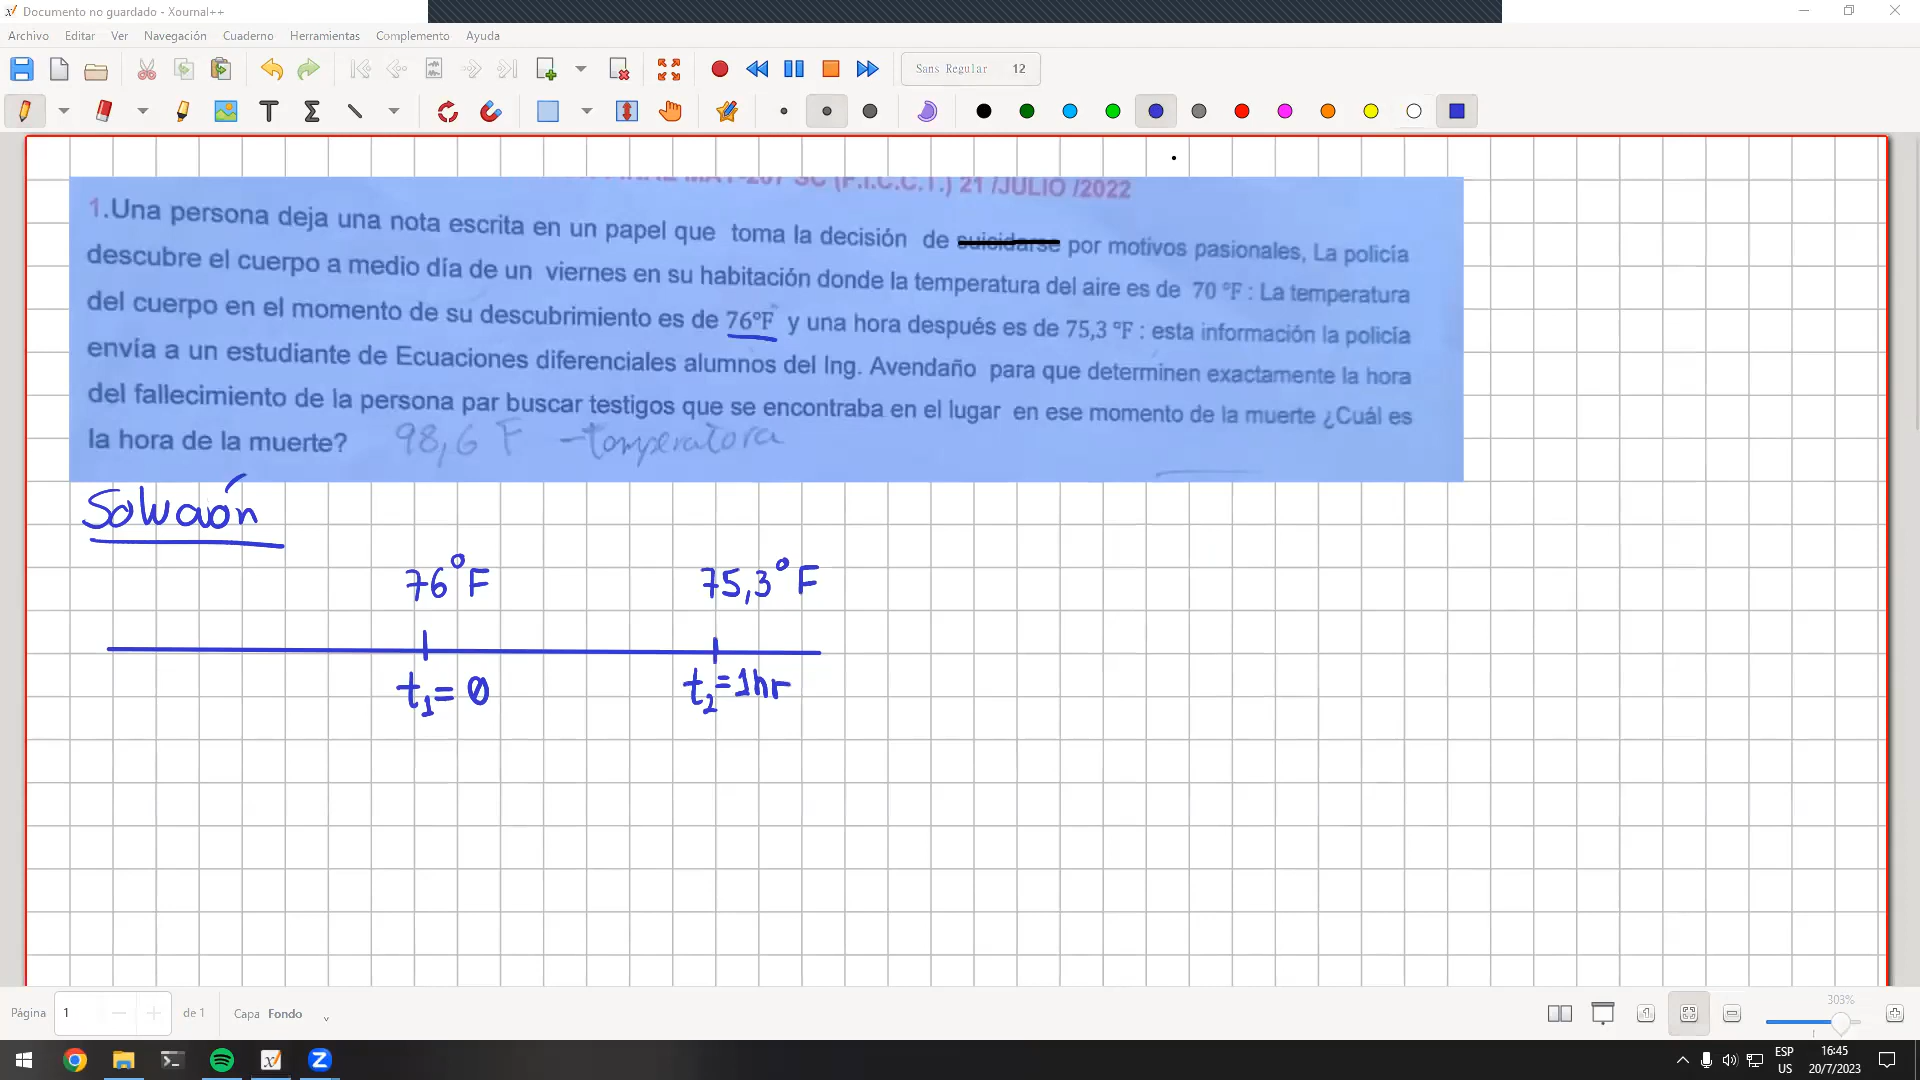 Documento no guardado - Xournal++
Archivo Editar Ver Navegación Cuaderno Herramientas Complemento Ayuda
Sans Regular 12
MAT-207 SC (F.I.C.C.T.) 21 /JULIO /2022
1.Una persona deja una nota escrita en un papel que toma la decisión de suicidarse por motivos pasionales, La policía
descubre el cuerpo a medio día de un viernes en su habitación donde la temperatura del aire es de 70 ºF : La temperatura
del cuerpo en el momento de su descubrimiento es de 76ºF y una hora después es de 75,3 ºF : esta información la policía
envía a un estudiante de Ecuaciones diferenciales alumnos del Ing. Avendaño para que determinen exactamente la hora
del fallecimiento de la persona par buscar testigos que se encontraba en el lugar en ese momento de la muerte ¿Cuál es
la hora de la muerte? 98,6 F - temperatora
Solución
76°F 75,3°F
t₁= 0 t₂=1hr
Página 1 de 1 Capa Fondo 303%
ESP 16:45
US 20/7/2023